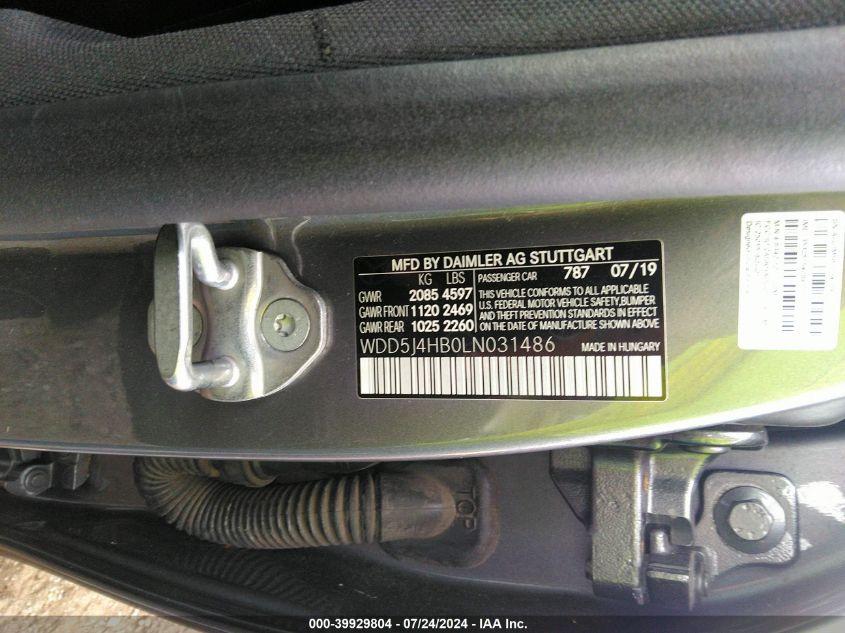 MFD BY DAIMLER AG STUTTGART
KG LBS PASSENGER CAR 787 07/19
GVWR 2085 4597
GAWR FRONT 1120 2469
GAWR REAR 1025 2260
THIS VEHICLE CONFORMS TO ALL APPLICABLE
U.S. FEDERAL MOTOR VEHICLE SAFETY, BUMPER
AND THEFT PREVENTION STANDARDS IN EFFECT
ON THE DATE OF MANUFACTURE SHOWN ABOVE.
WDD5J4HB0LN031486 MADE IN HUNGARY
TOP
000-39929804 | 07/24/2024 - IAA Inc.